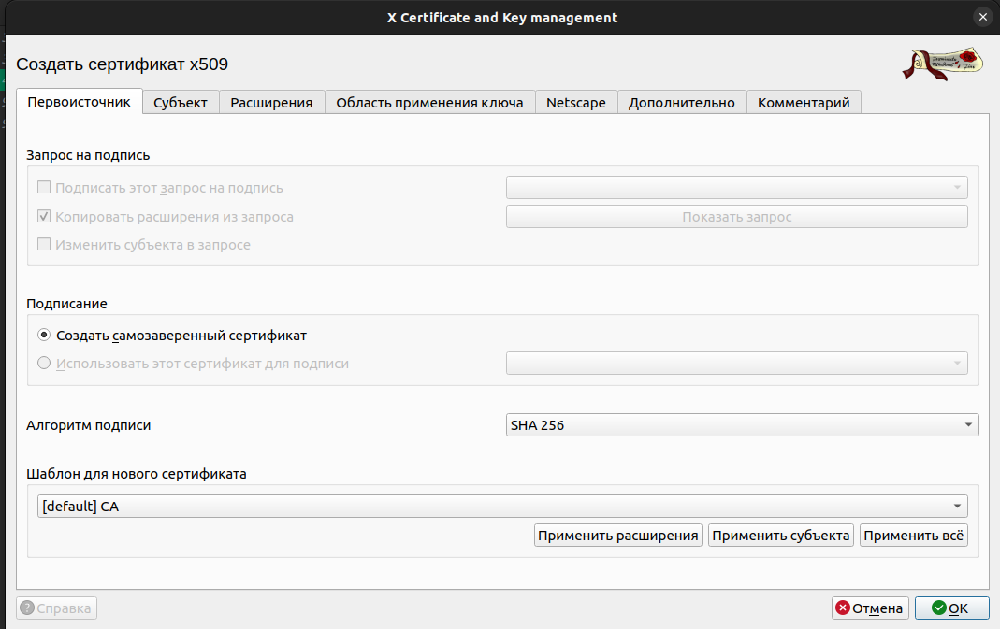 X Certificate and Key management
Создать сертификат x509
Первоисточник Субъект Расширения Область применения ключа Netscape Дополнительно Комментарий
Запрос на подпись
Подписать этот запрос на подпись
Копировать расширения из запроса Показать запрос
Изменить субъекта в запросе
Подписание
Создать самозаверенный сертификат
Использовать этот сертификат для подписи
Алгоритм подписи SHA 256
Шаблон для нового сертификата
[default] CA
Применить расширения Применить субъекта Применить всё
Справка Отмена OK